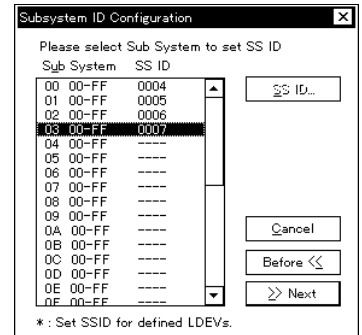 Subsystem ID Configuration
Please select Sub System to set SS ID
Sub System SS ID
00 00-FF 0004
01 00-FF 0005
02 00-FF 0006
03 00-FF 0007
04 00-FF ----
05 00-FF ----
06 00-FF ----
07 00-FF ----
08 00-FF ----
09 00-FF ----
0A 00-FF ----
0B 00-FF ----
0C 00-FF ----
0D 00-FF ----
0E 00-FF ----
0F 00-FF ----
SS ID...
Cancel
Before <<
>> Next
* : Set SSID for defined LDEVs.